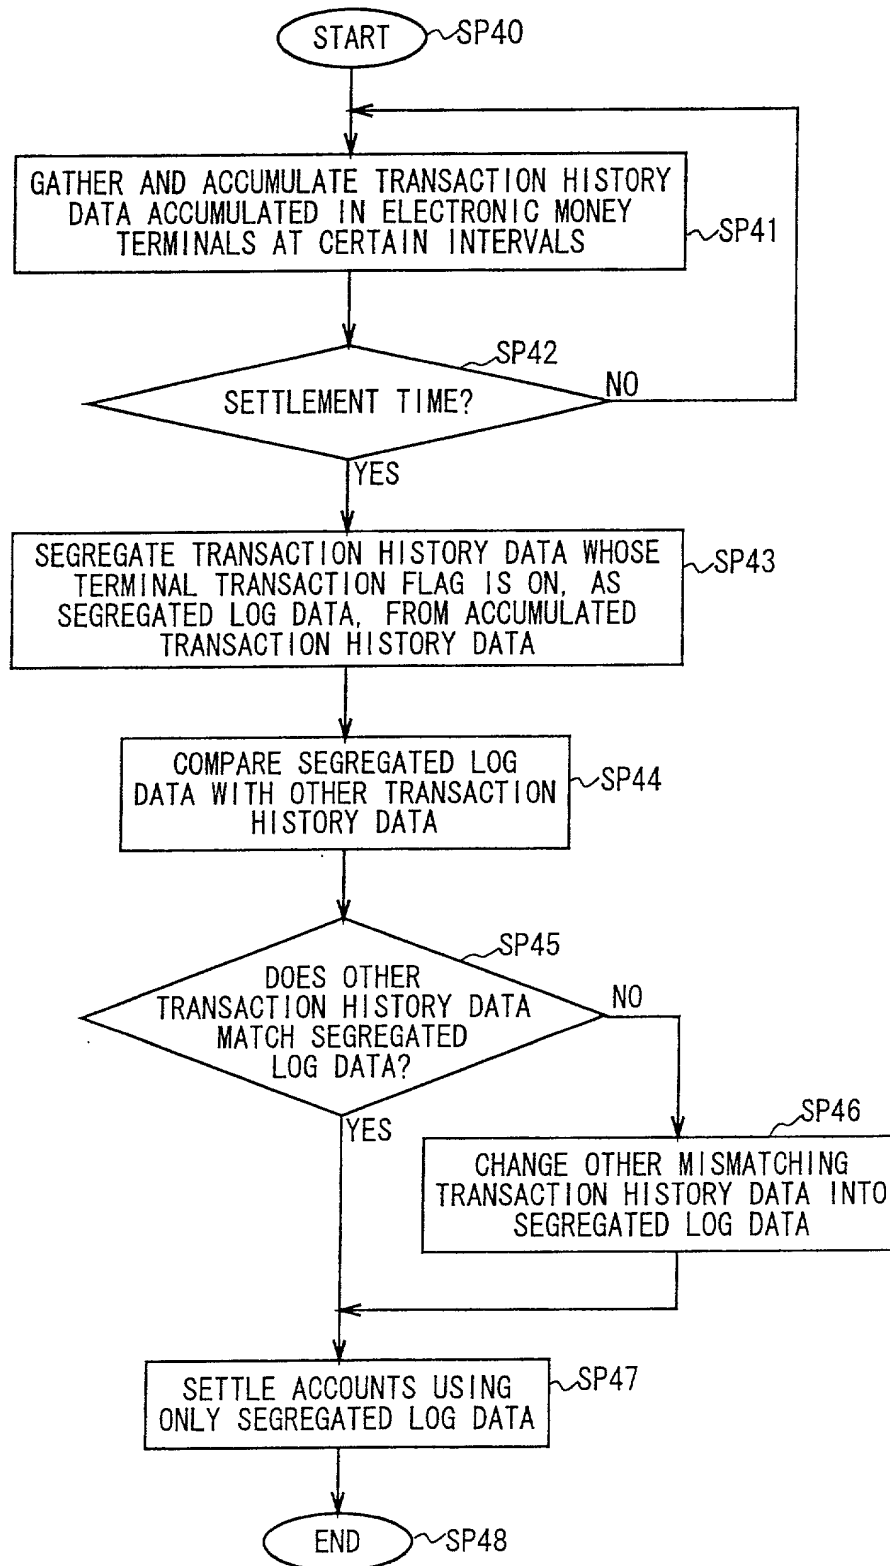 START
SP40
GATHER AND ACCUMULATE TRANSACTION HISTORY
DATA ACCUMULATED IN ELECTRONIC MONEY
TERMINALS AT CERTAIN INTERVALS
SP41
SP42
SETTLEMENT TIME?
NO
YES
SEGREGATE TRANSACTION HISTORY DATA WHOSE
TERMINAL TRANSACTION FLAG IS ON, AS
SEGREGATED LOG DATA, FROM ACCUMULATED
TRANSACTION HISTORY DATA
SP43
COMPARE SEGREGATED LOG
DATA WITH OTHER TRANSACTION
HISTORY DATA
SP44
SP45
DOES OTHER
TRANSACTION HISTORY DATA
MATCH SEGREGATED
LOG DATA?
NO
YES
SP46
CHANGE OTHER MISMATCHING
TRANSACTION HISTORY DATA INTO
SEGREGATED LOG DATA
SETTLE ACCOUNTS USING
ONLY SEGREGATED LOG DATA
SP47
END
SP48